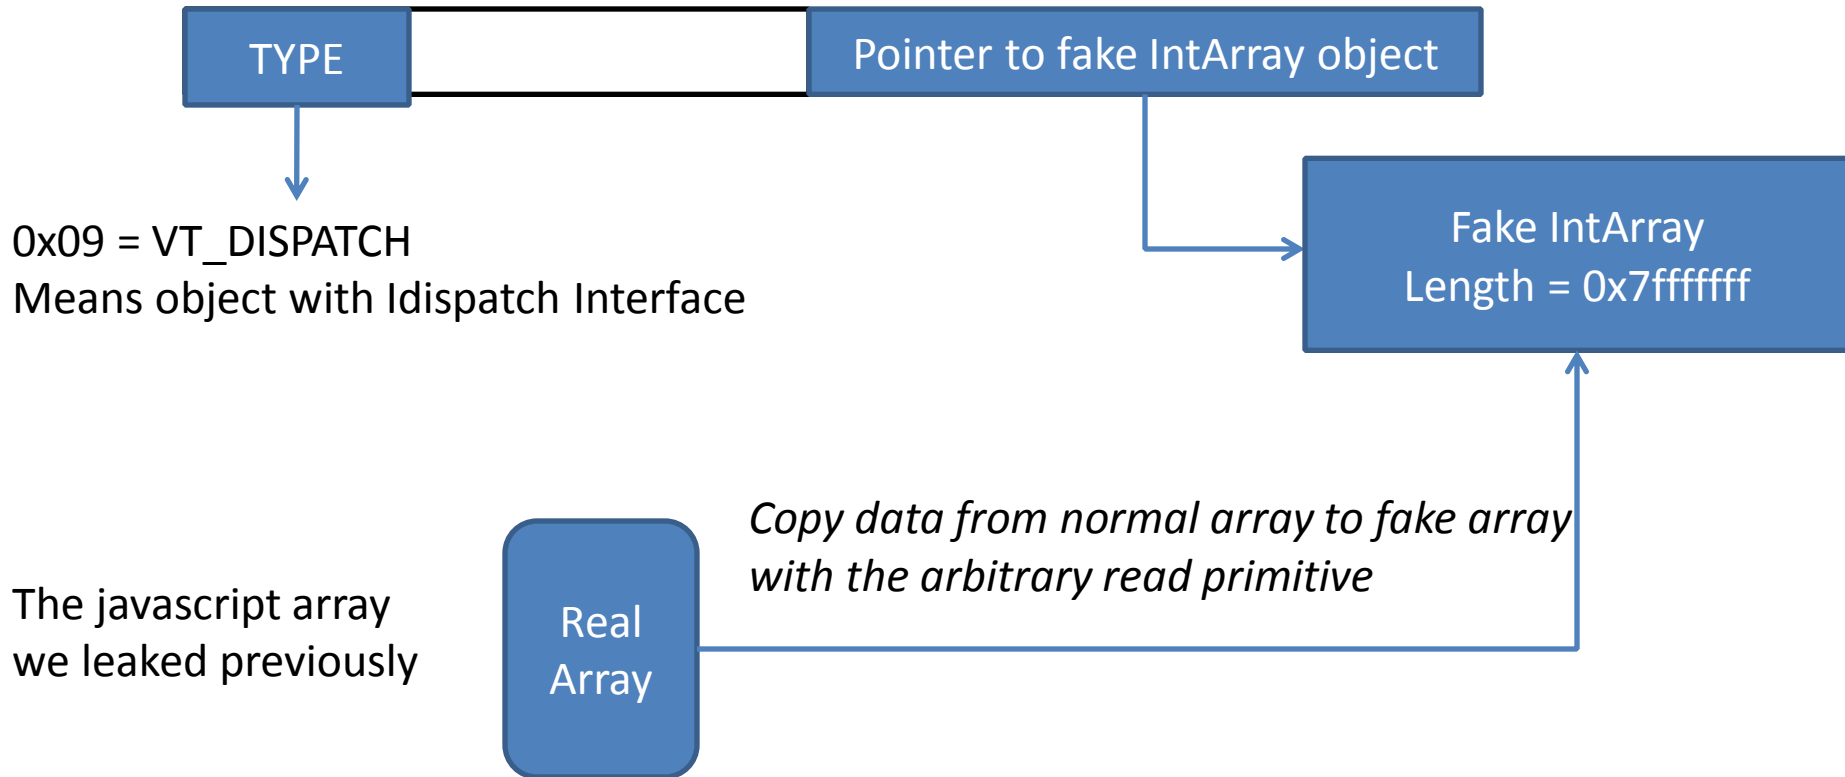 TYPE
Pointer to fake IntArray object
0x09 = VT_DISPATCH
Means object with Idispatch Interface
Fake IntArray
Length = 0x7fffffff
Copy data from normal array to fake array
with the arbitrary read primitive
The javascript array
we leaked previously
Real
Array